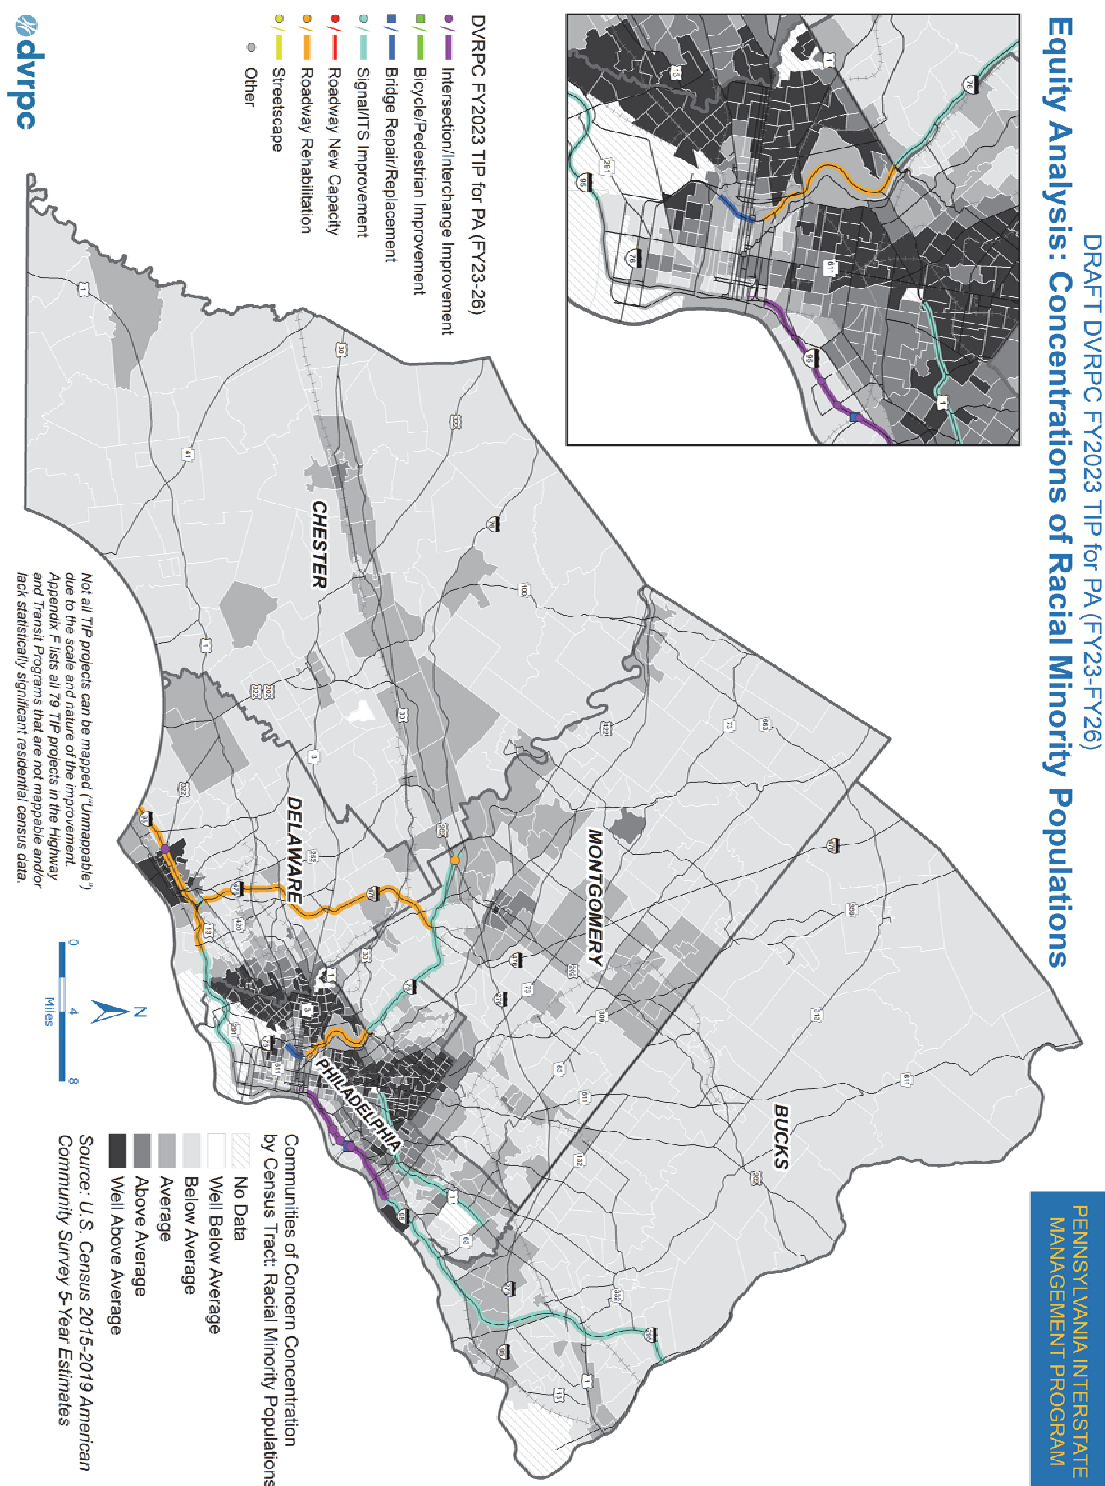 DRAFT DVRPC FY2023 TIP for PA (FY23-FY26)
Equity Analysis: Concentrations of Racial Minority Populations
PENNSYLVANIA INTERSTATE
MANAGEMENT PROGRAM
DVRPC FY2023 TIP for PA (FY23-26)
Intersection/Interchange Improvement
Bicycle/Pedestrian Improvement
Bridge Repair/Replacement
Signal/ITS Improvement
Roadway New Capacity
Roadway Rehabilitation
Streetscape
Other
dvrpc
CHESTER
DELAWARE
MONTGOMERY
BUCKS
PHILADELPHIA
Not all TIP projects can be mapped ("Unmappable")
due to the scale and nature of the improvement.
Appendix F lists all 79 TIP projects in the Highway
and Transit Programs that are not mappable and/or
lack statistically significant residential census data.
N
0 4 8
Miles
Communities of Concern Concentration
by Census Tract: Racial Minority Populations
No Data
Well Below Average
Below Average
Average
Above Average
Well Above Average
Source: U.S. Census 2015-2019 American
Community Survey 5-Year Estimates